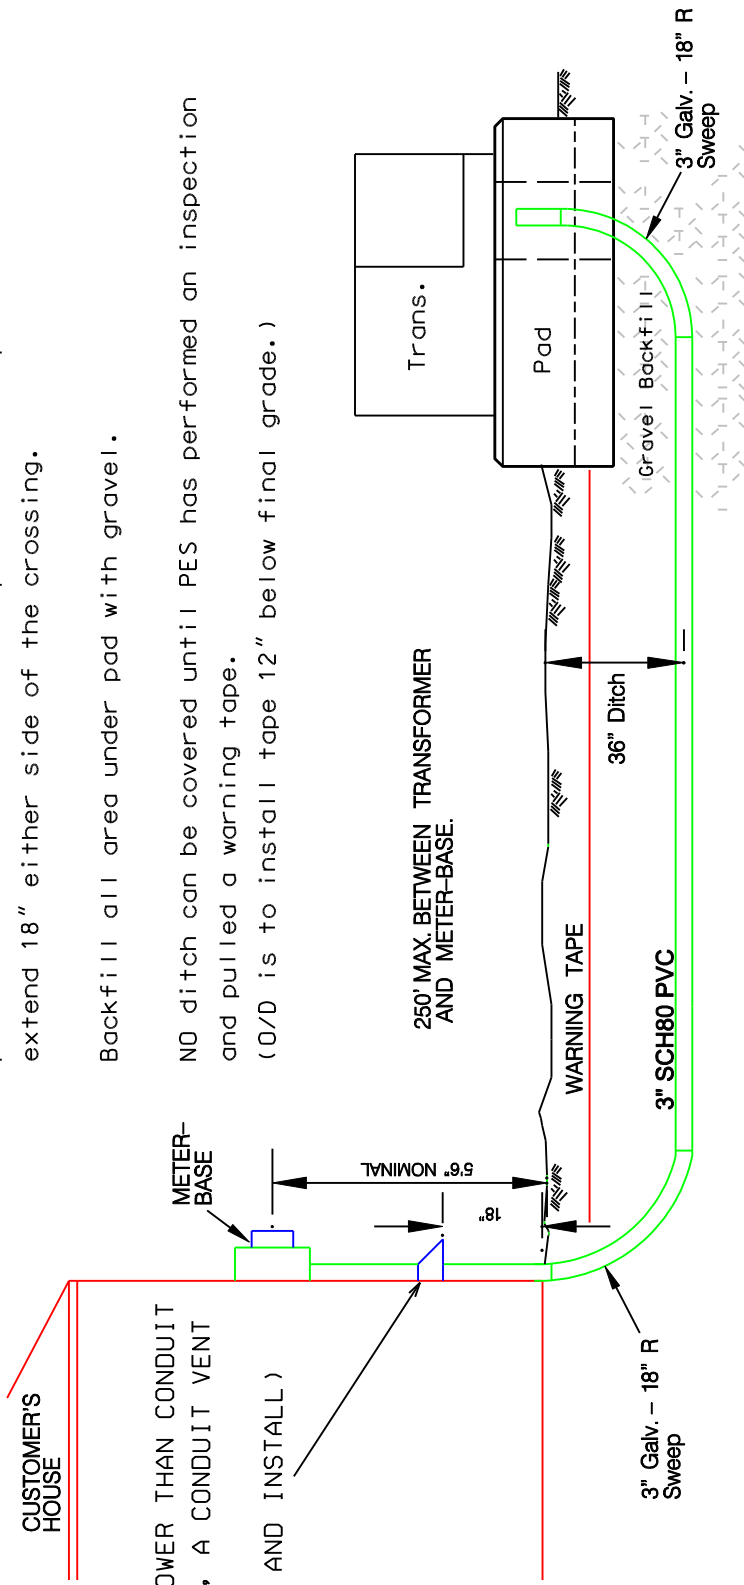 extend 18" either side of the crossing.
Backfill all area under pad with gravel.
NO ditch can be covered until PES has performed an inspection
and pulled a warning tape.
(O/D is to install tape 12" below final grade.)
CUSTOMER'S
HOUSE
OWER THAN CONDUIT
, A CONDUIT VENT
AND INSTALL)
METER-
BASE
5'6" NOMINAL
18"
250' MAX. BETWEEN TRANSFORMER
AND METER-BASE.
Trans.
Pad
Gravel Backfill
WARNING TAPE
36" Ditch
3" SCH80 PVC
3" Galv. - 18" R
Sweep
3" Galv. - 18" R
Sweep